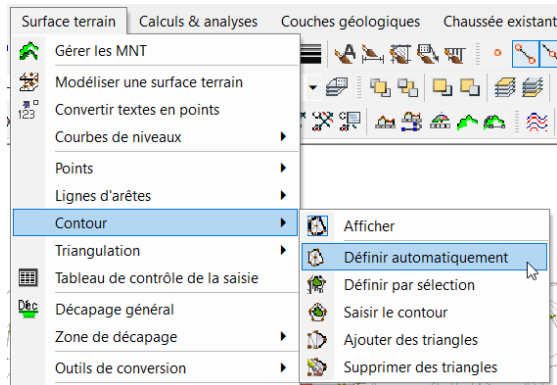 Surface terrain Calculs & analyses Couches géologiques Chaussée existant
Gérer les MNT
Modéliser une surface terrain
123 Convertir textes en points
Courbes de niveaux
Points
Lignes d'arêtes
Contour
Afficher
Triangulation
Définir automatiquement
Tableau de contrôle de la saisie
Définir par sélection
Déc Décapage général
Saisir le contour
Zone de décapage
Ajouter des triangles
Outils de conversion
Supprimer des triangles